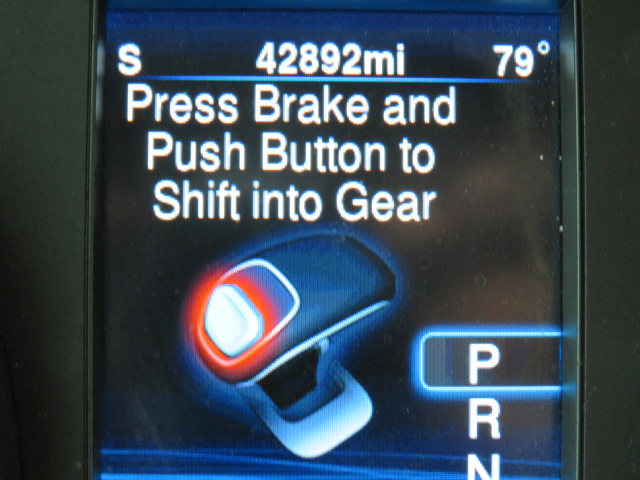 S 42892mi 79°
Press Brake and
Push Button to
Shift into Gear
P
R
N